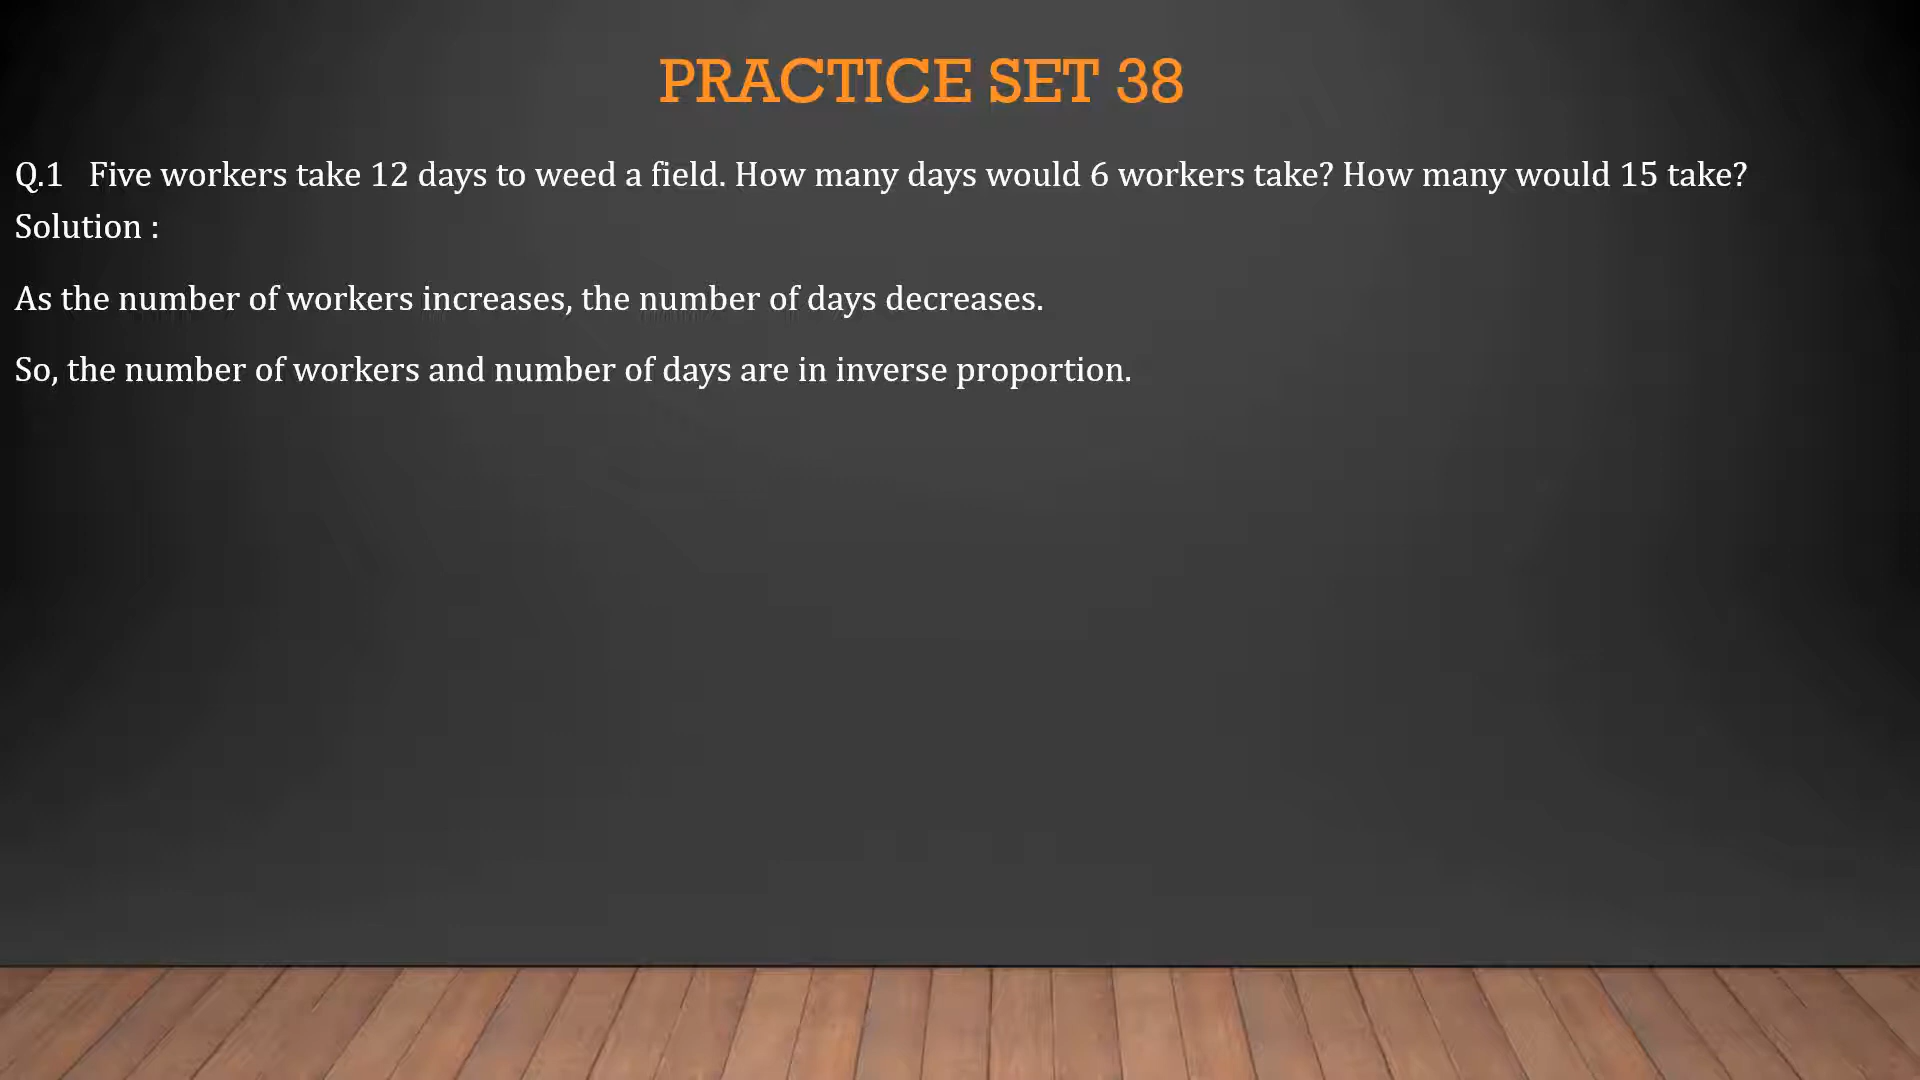 PRACTICE SET 38
Q.1 Five workers take 12 days to weed a field. How many days would 6 workers take? How many would 15 take?
Solution :
As the number of workers increases, the number of days decreases.
So, the number of workers and number of days are in inverse proportion.